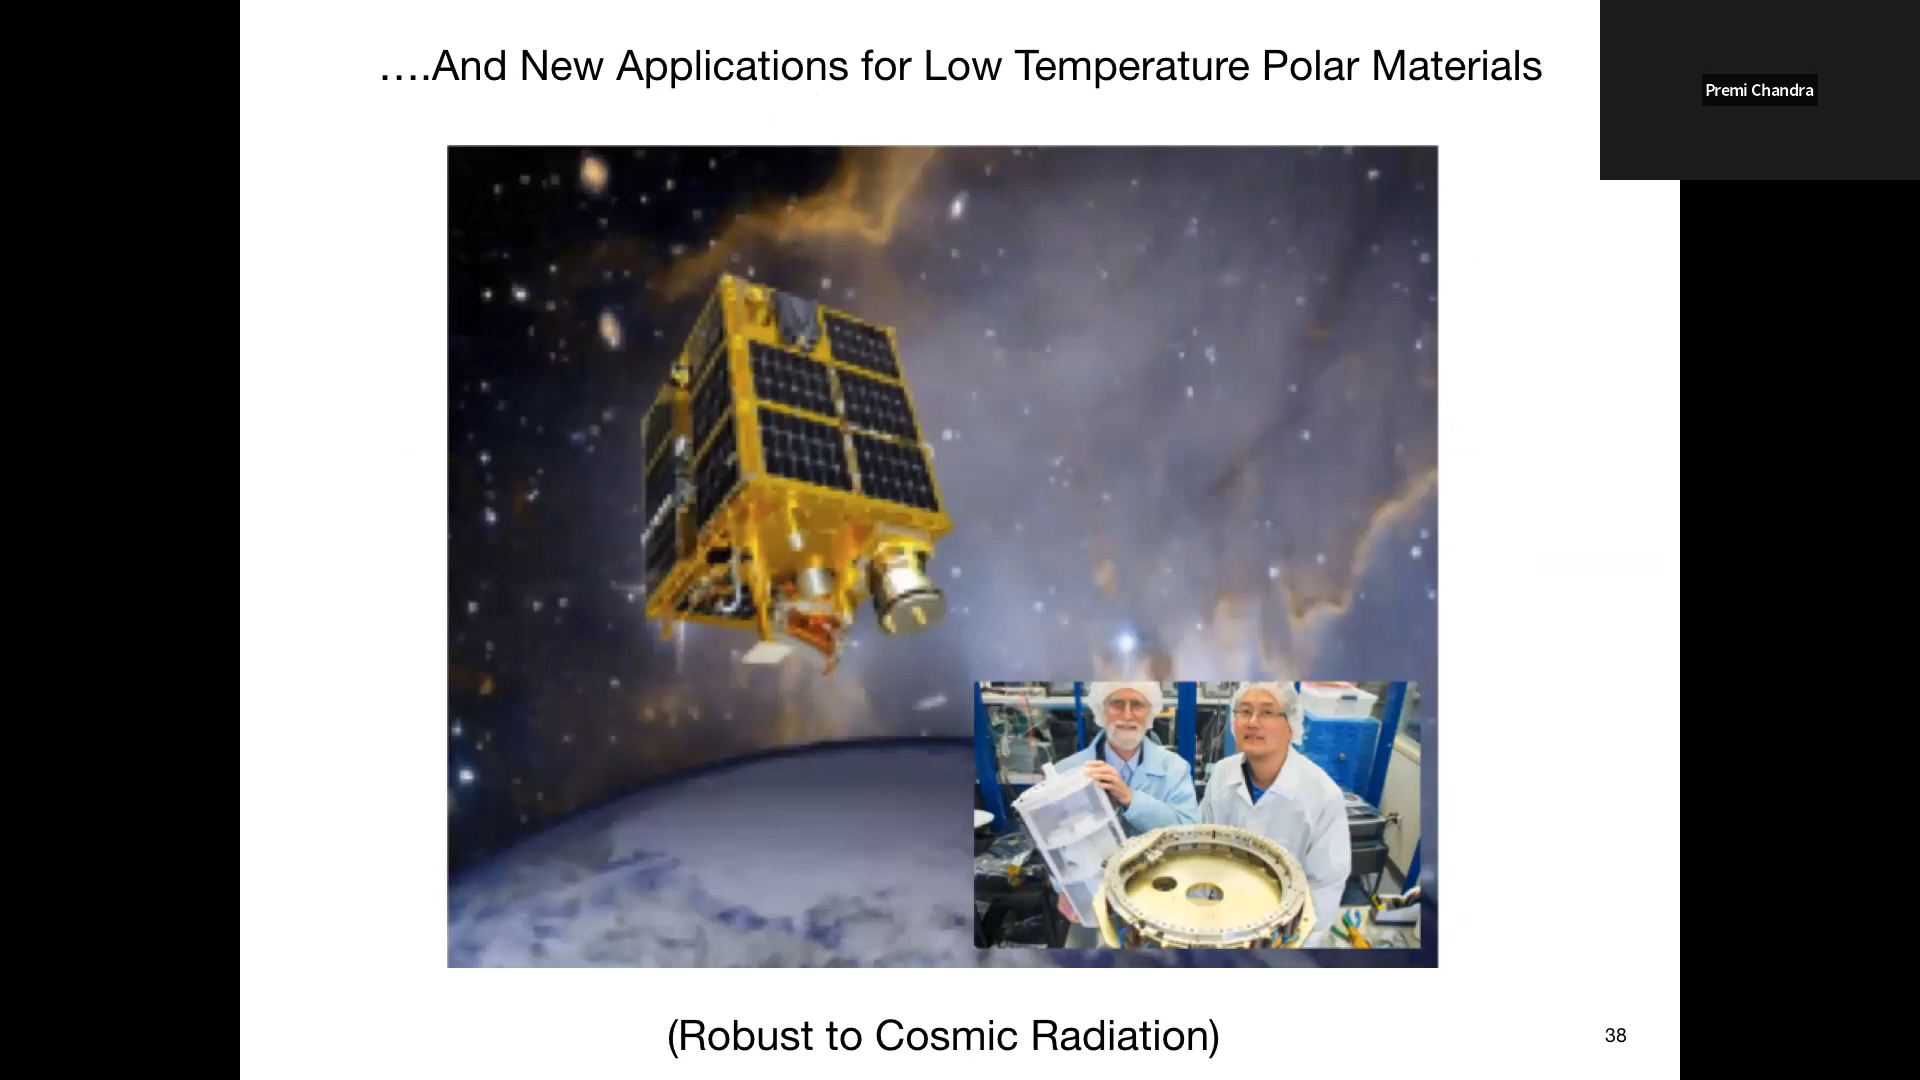 ….And New Applications for Low Temperature Polar Materials
Premi Chandra
(Robust to Cosmic Radiation)
38